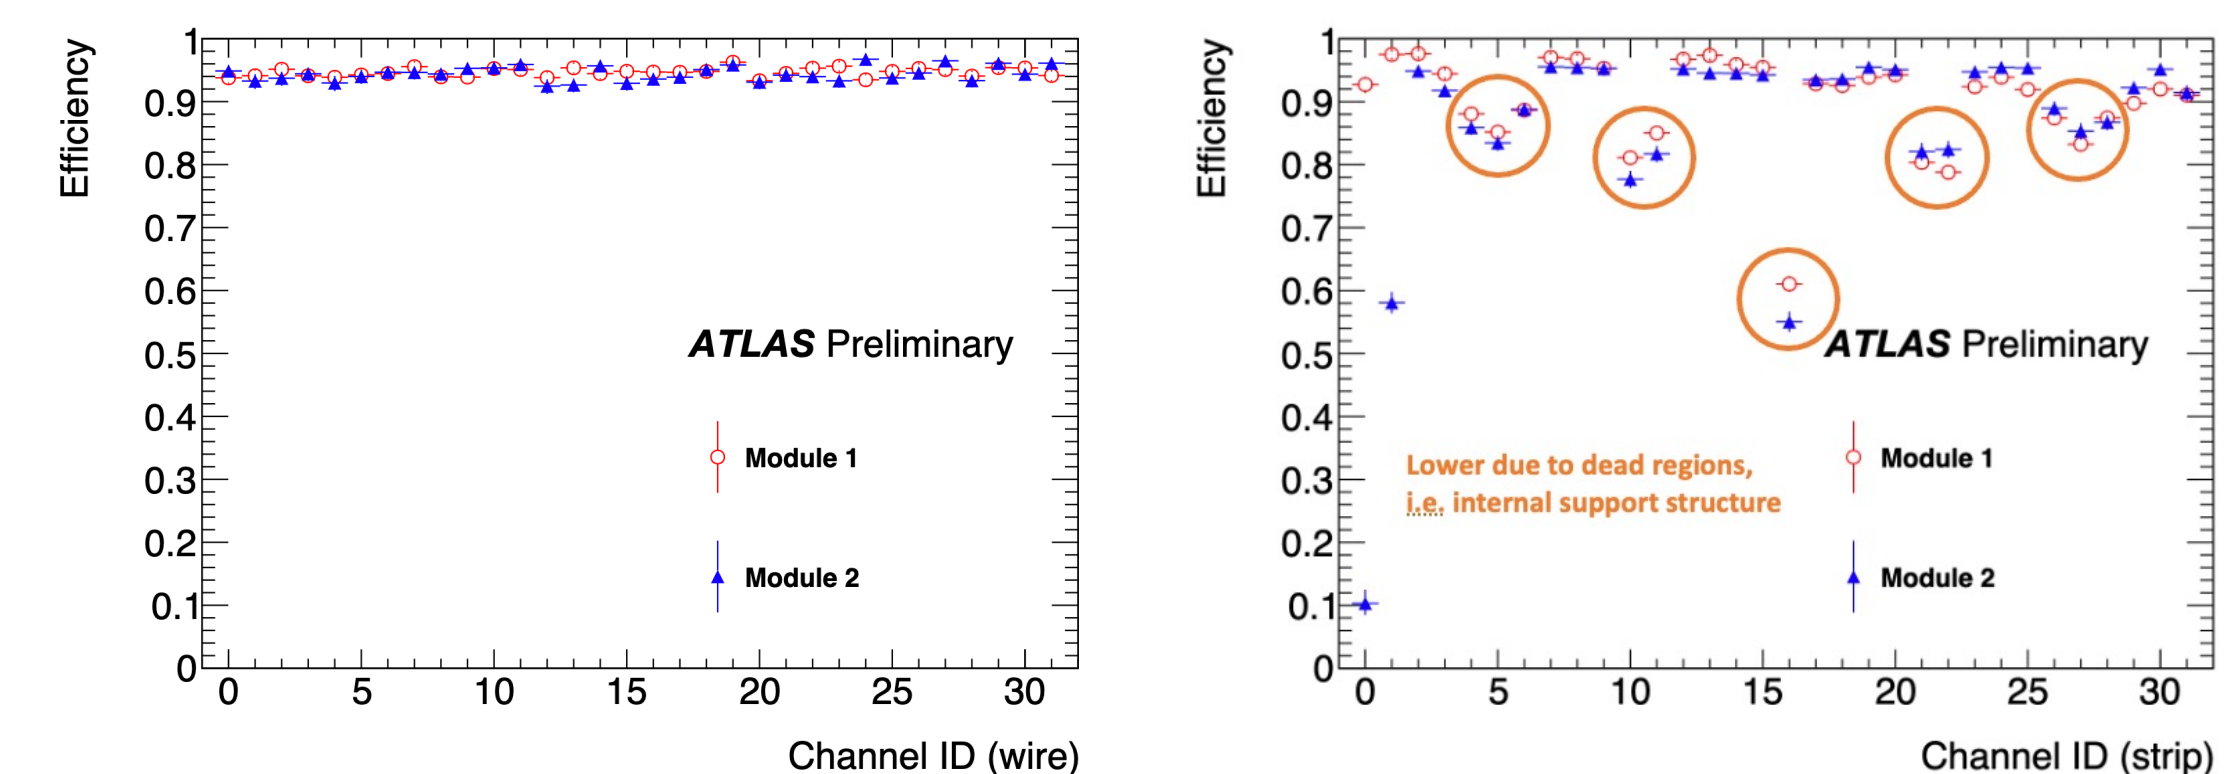 Efficiency
1
0.9
0.8
0.7
0.6
0.5
0.4
0.3
0.2
0.1
0
ATLAS Preliminary
Module 1
Module 2
0 5 10 15 20 25 30
Channel ID (wire)
Efficiency
1
0.9
0.8
0.7
0.6
0.5
0.4
0.3
0.2
0.1
0
ATLAS Preliminary
Lower due to dead regions,
i.e. internal support structure
Module 1
Module 2
0 5 10 15 20 25 30
Channel ID (strip)